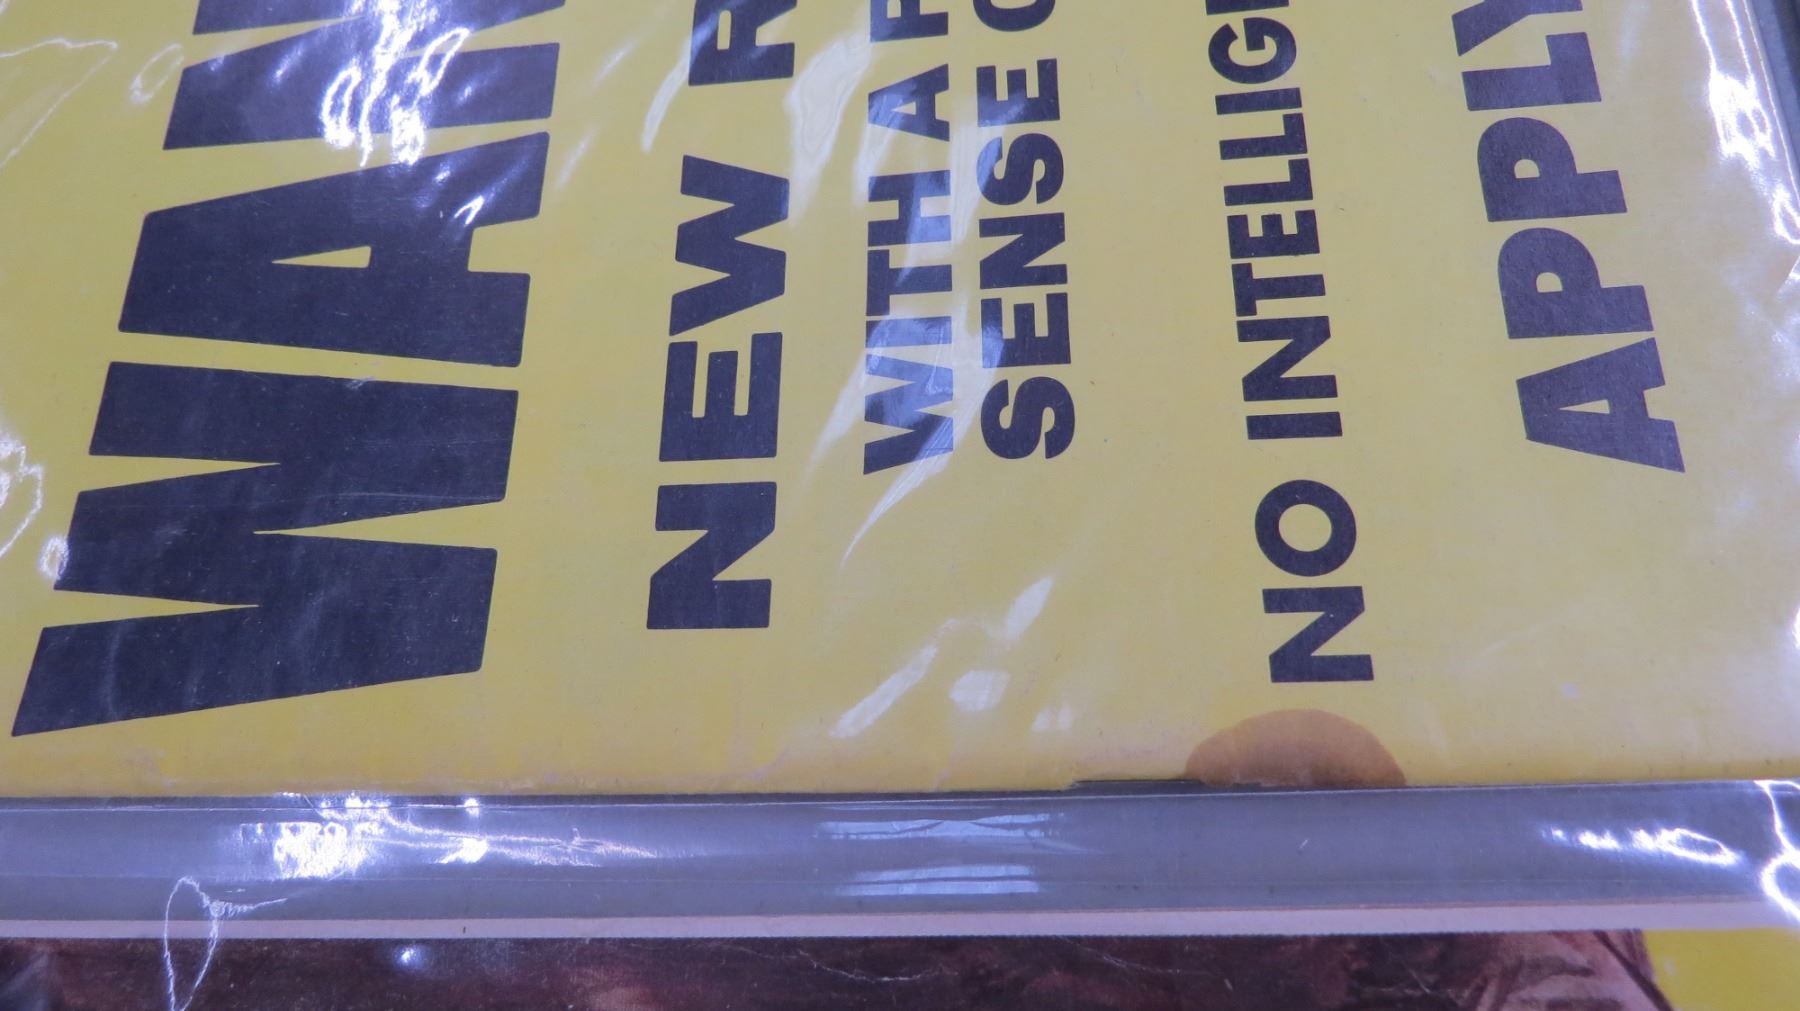 WAN
NEW R
WITH A
SENSE
NO INTELLIG
APPLY